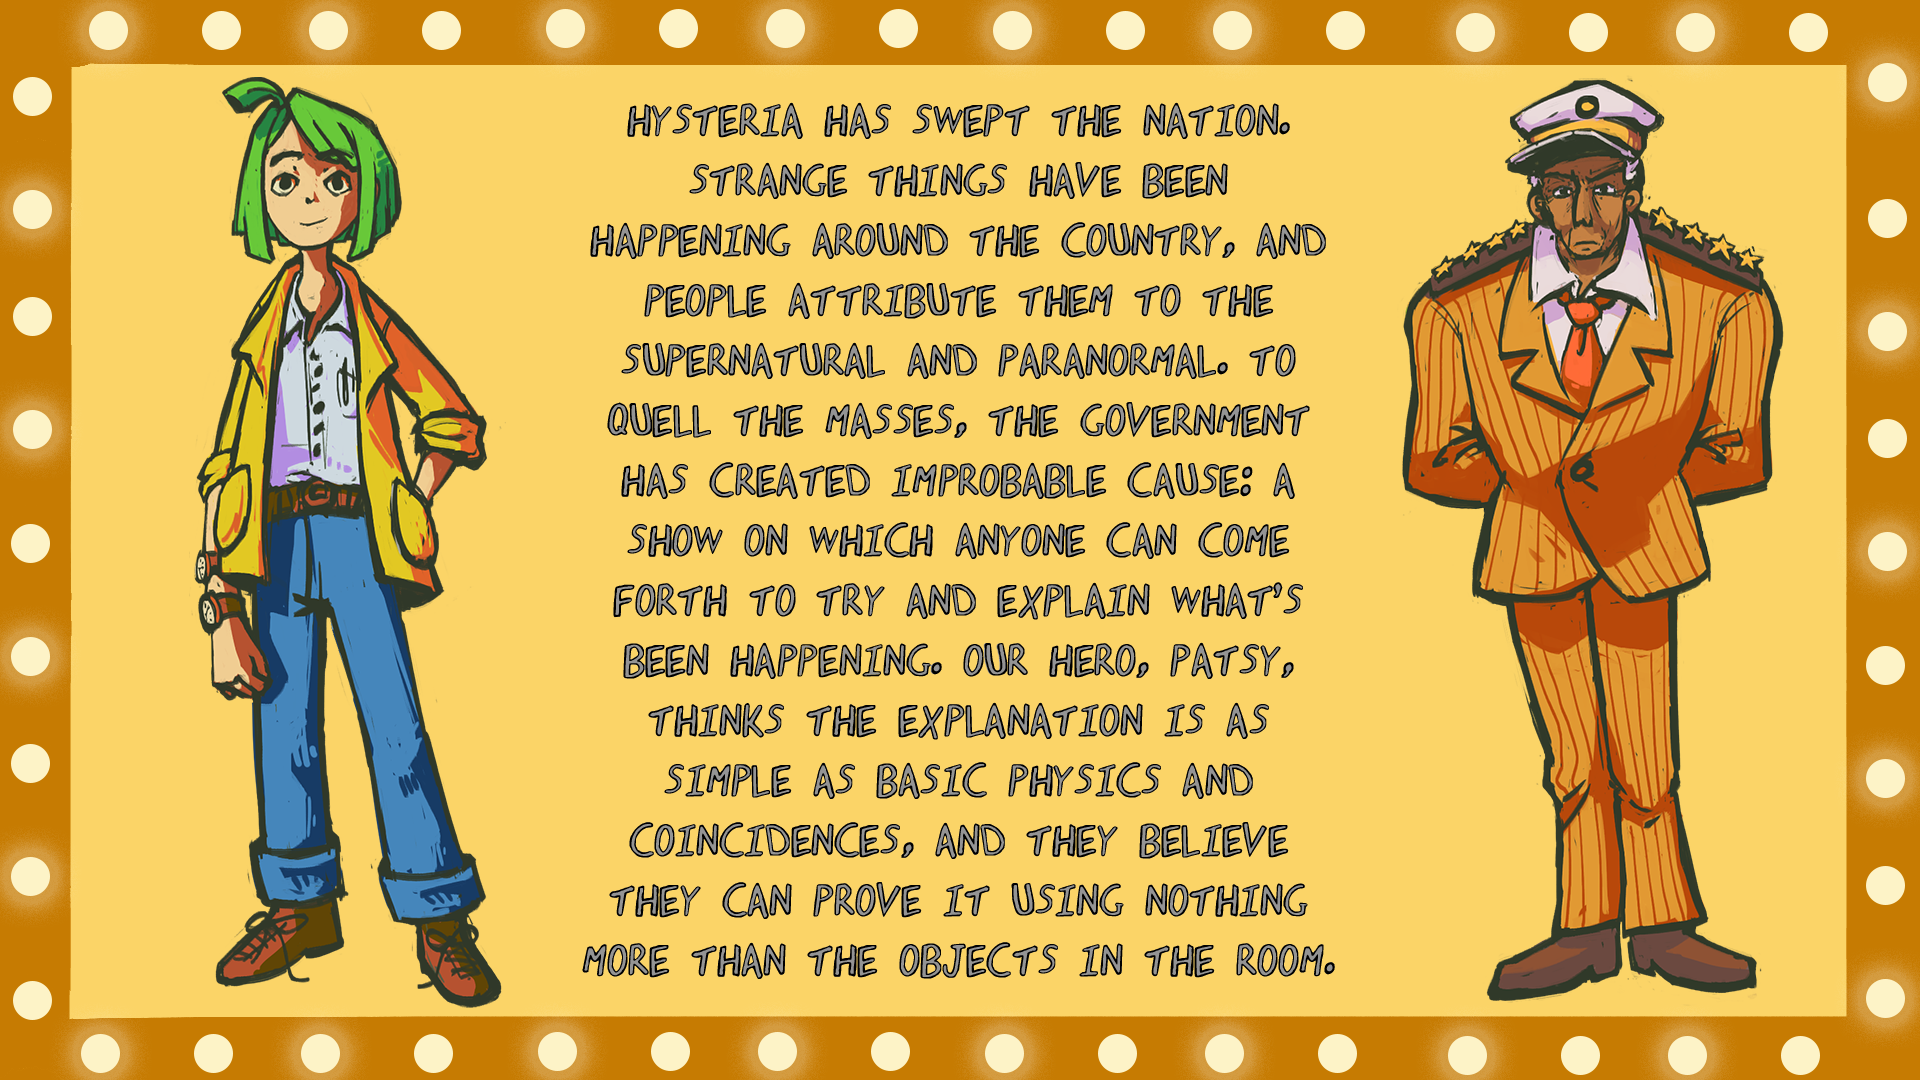 HYSTERIA HAS SWEPT THE NATION.
STRANGE THINGS HAVE BEEN
HAPPENING AROUND THE COUNTRY, AND
PEOPLE ATTRIBUTE THEM TO THE
SUPERNATURAL AND PARANORMAL. TO
QUELL THE MASSES, THE GOVERNMENT
HAS CREATED IMPROBABLE CAUSE: A
SHOW ON WHICH ANYONE CAN COME
FORTH TO TRY AND EXPLAIN WHAT'S
BEEN HAPPENING. OUR HERO, PATSY,
THINKS THE EXPLANATION IS AS
SIMPLE AS BASIC PHYSICS AND
COINCIDENCES, AND THEY BELIEVE
THEY CAN PROVE IT USING NOTHING
MORE THAN THE OBJECTS IN THE ROOM.